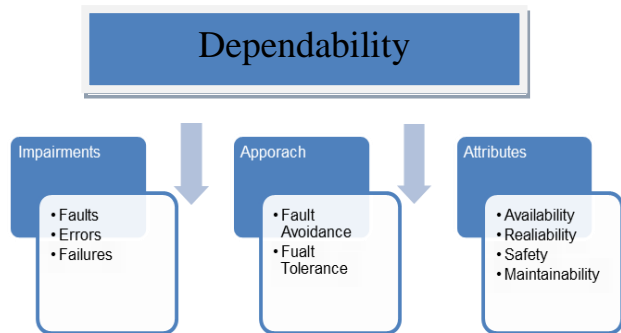 Dependability
Impairments
• Faults
• Errors
• Failures
Apporach
• Fault
Avoidance
• Fualt
Tolerance
Attributes
• Availability
• Realiability
• Safety
• Maintainability